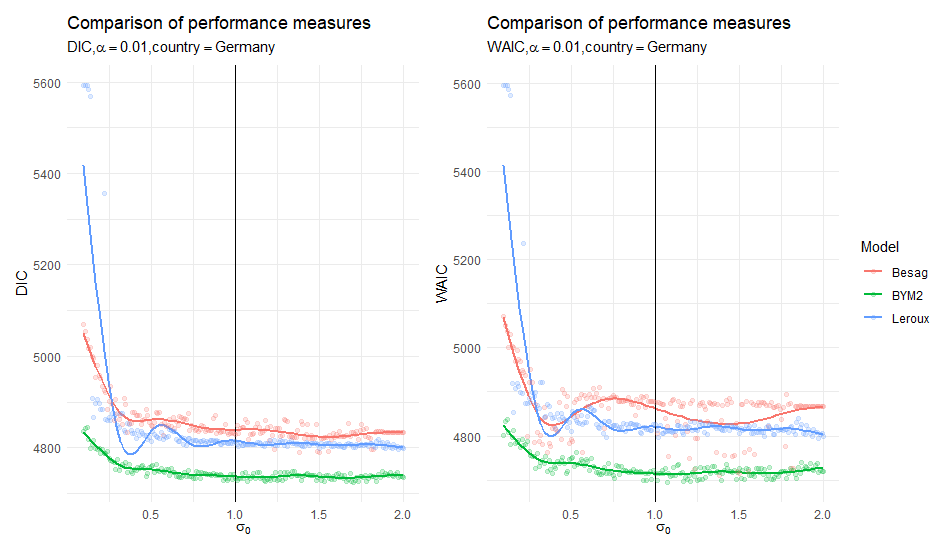 Comparison of performance measures
DIC,α = 0.01,country = Germany
DIC
5600
5400
5200
5000
4800
0.5
1.0
1.5
2.0
σ0
Comparison of performance measures
WAIC,α = 0.01,country = Germany
WAIC
5600
5400
5200
5000
4800
0.5
1.0
1.5
2.0
σ0
Model
Besag
BYM2
Leroux